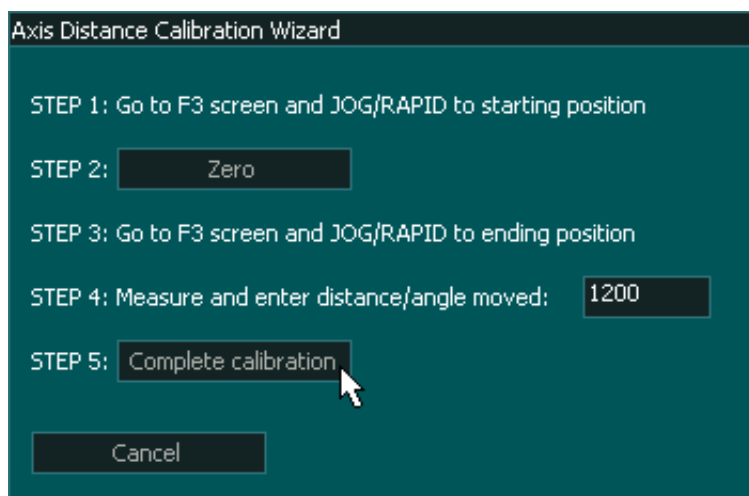 Axis Distance Calibration Wizard
STEP 1: Go to F3 screen and JOG/RAPID to starting position
STEP 2: Zero
STEP 3: Go to F3 screen and JOG/RAPID to ending position
STEP 4: Measure and enter distance/angle moved: 1200
STEP 5: Complete calibration
Cancel